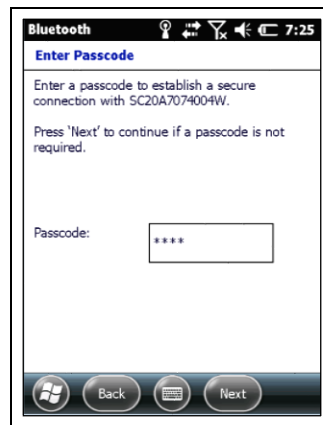 Bluetooth 7:25
Enter Passcode
Enter a passcode to establish a secure
connection with SC20A7074004W.
Press 'Next' to continue if a passcode is not
required.
Passcode: ****
Back Next